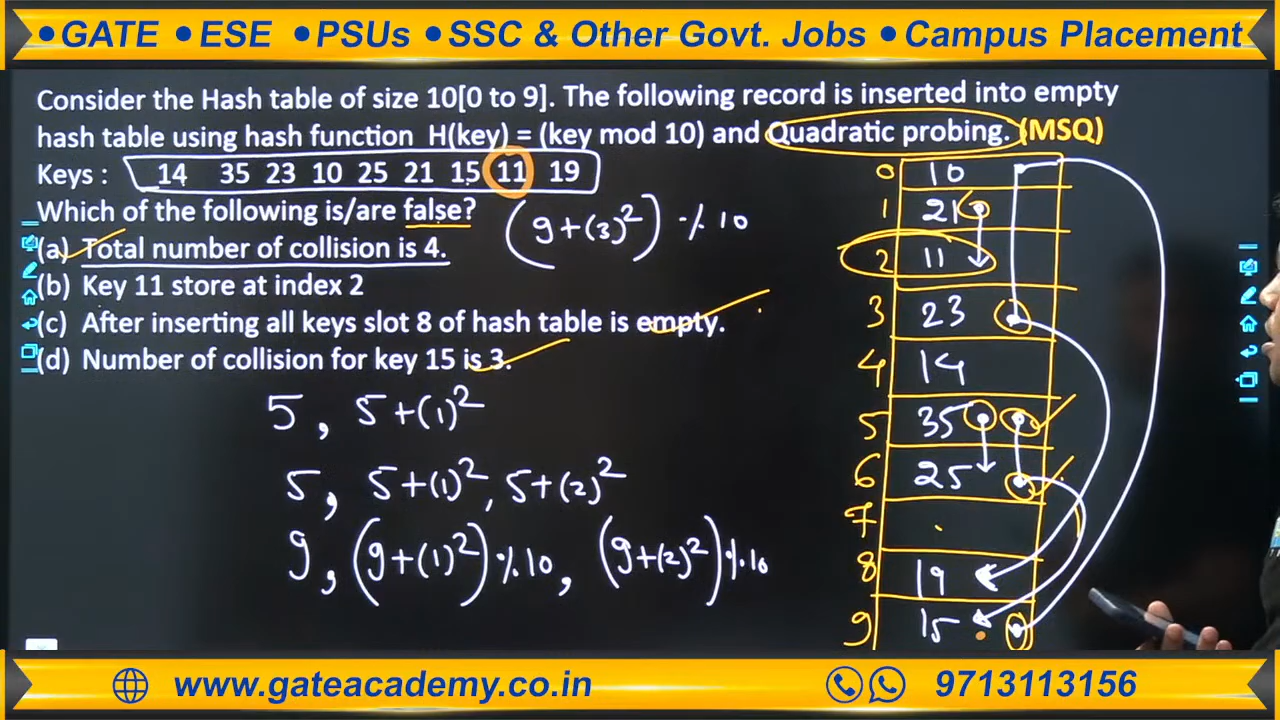 •GATE •ESE •PSUs •SSC & Other Govt. Jobs •Campus Placement
Consider the Hash table of size 10[0 to 9]. The following record is inserted into empty
hash table using hash function H(key) = (key mod 10) and Quadratic probing. (MSQ)
Keys : 14 35 23 10 25 21 15 11 19
Which of the following is/are false?
(9+(3)²) % 10
(a) Total number of collision is 4.
(b) Key 11 store at index 2
(c) After inserting all keys slot 8 of hash table is empty.
(d) Number of collision for key 15 is 3.
5, 5+(1)²
5, 5+(1)², 5+(2)²
9, (9+(1)²) % 10, (9+(2)²) % 10
0 10
1 21
2 11
3 23
4 14
5 35
6 25
7
8 19
9 15
www.gateacademy.co.in
9713113156